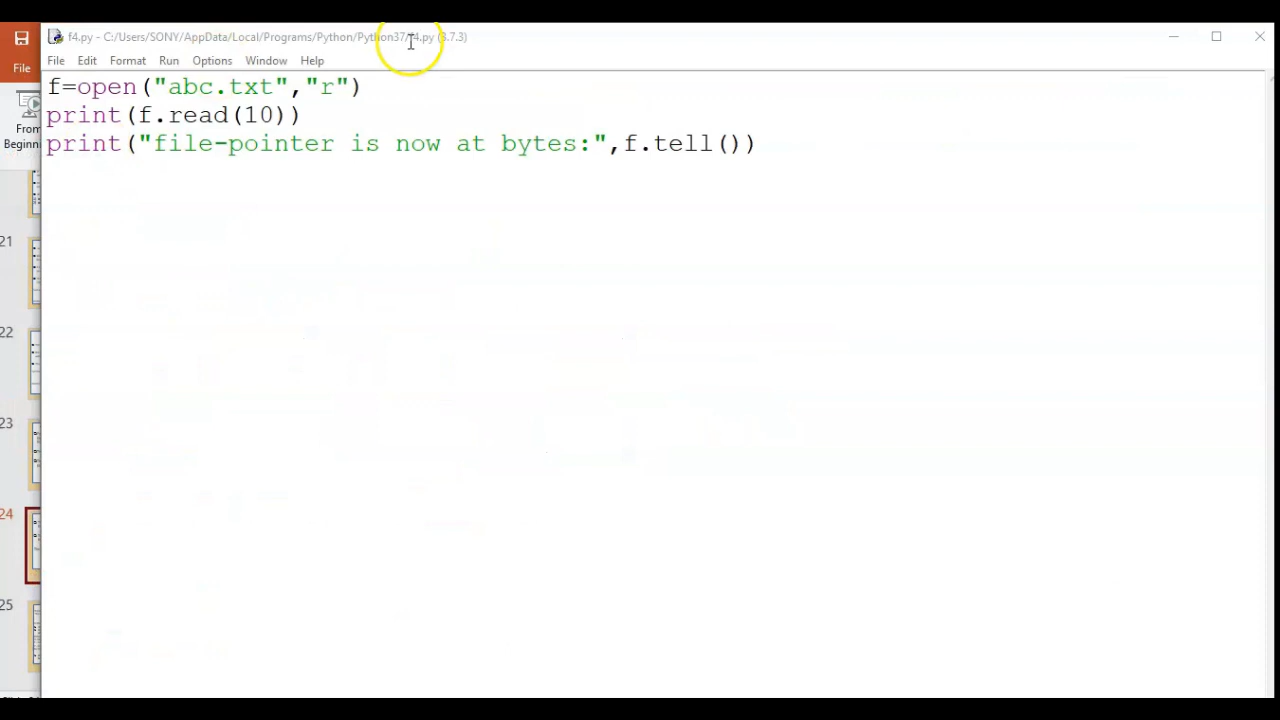 f4.py - C:/Users/SONY/AppData/Local/Programs/Python/Python37/f4.py (3.7.3)
File
File Edit Format Run Options Window Help
f=open("abc.txt","r")
From
print(f.read(10))
Beginn
print("file-pointer is now at bytes:",f.tell())
21
22
23
24
25